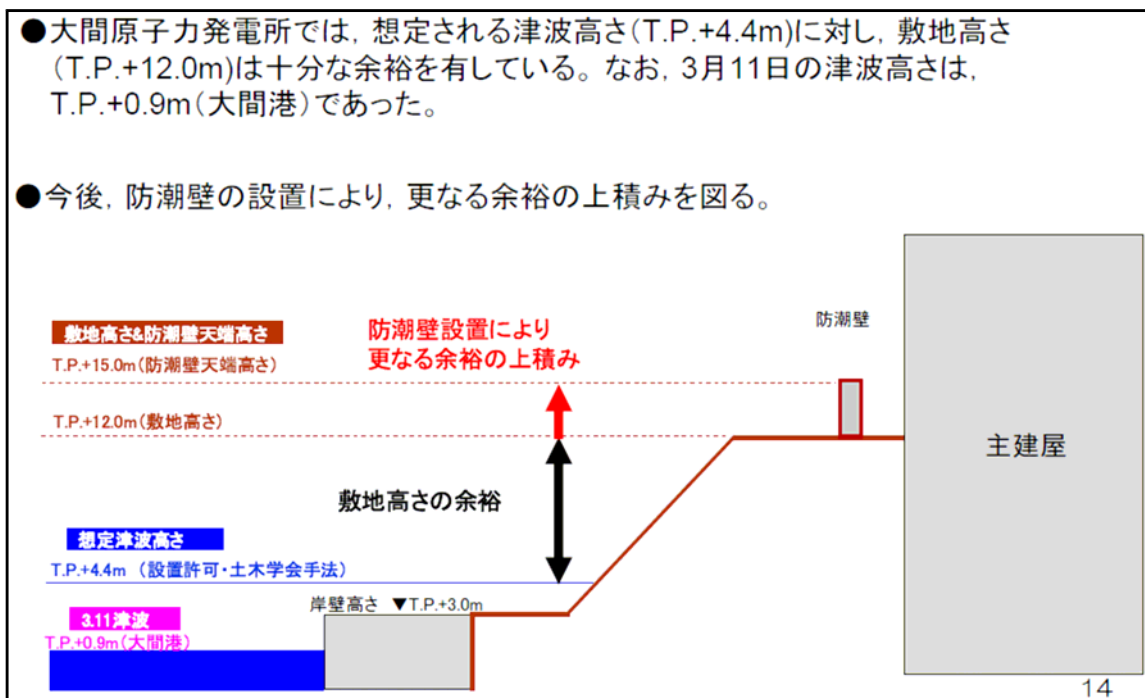 ●大間原子力発電所では，想定される津波高さ(T.P.+4.4m)に対し，敷地高さ
(T.P.+12.0m)は十分な余裕を有している。なお，3月11日の津波高さは，
T.P.+0.9m(大間港)であった。
●今後，防潮壁の設置により，更なる余裕の上積みを図る。
敷地高さ&防潮壁天端高さ
T.P.+15.0m(防潮壁天端高さ)
防潮壁設置により
更なる余裕の上積み
防潮壁
T.P.+12.0m(敷地高さ)
主建屋
敷地高さの余裕
想定津波高さ
T.P.+4.4m (設置許可・土木学会手法)
岸壁高さ ▼T.P.+3.0m
3.11津波
T.P.+0.9m(大間港)
14